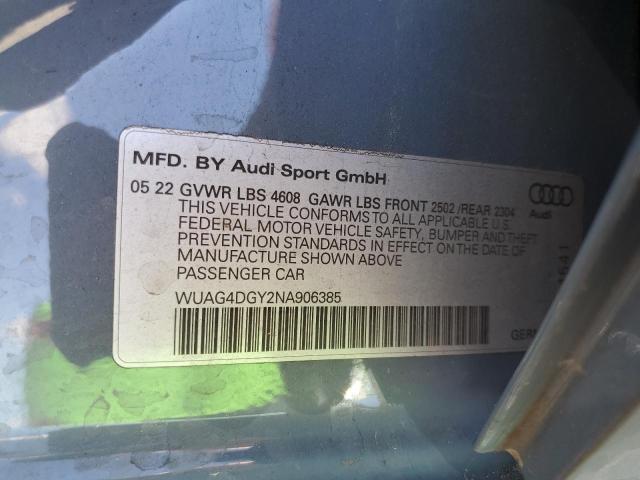 MFD. BY Audi Sport GmbH
05 22 GVWR LBS 4608 GAWR LBS FRONT 2502 /REAR 2304
THIS VEHICLE CONFORMS TO ALL APPLICABLE U.S.
FEDERAL MOTOR VEHICLE SAFETY, BUMPER AND THEFT
PREVENTION STANDARDS IN EFFECT ON THE DATE OF
MANUFACTURE SHOWN ABOVE
PASSENGER CAR
WUAG4DGY2NA906385
Audi